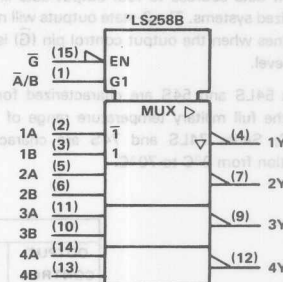 'LS258B
G̅ (15) EN
A̅/B (1) G1
MUX ▷
1A (2) 1̅ ▽ (4) 1Y
1B (3) 1
2A (5) (7) 2Y
2B (6)
3A (11) (9) 3Y
3B (10)
4A (14) (12) 4Y
4B (13)